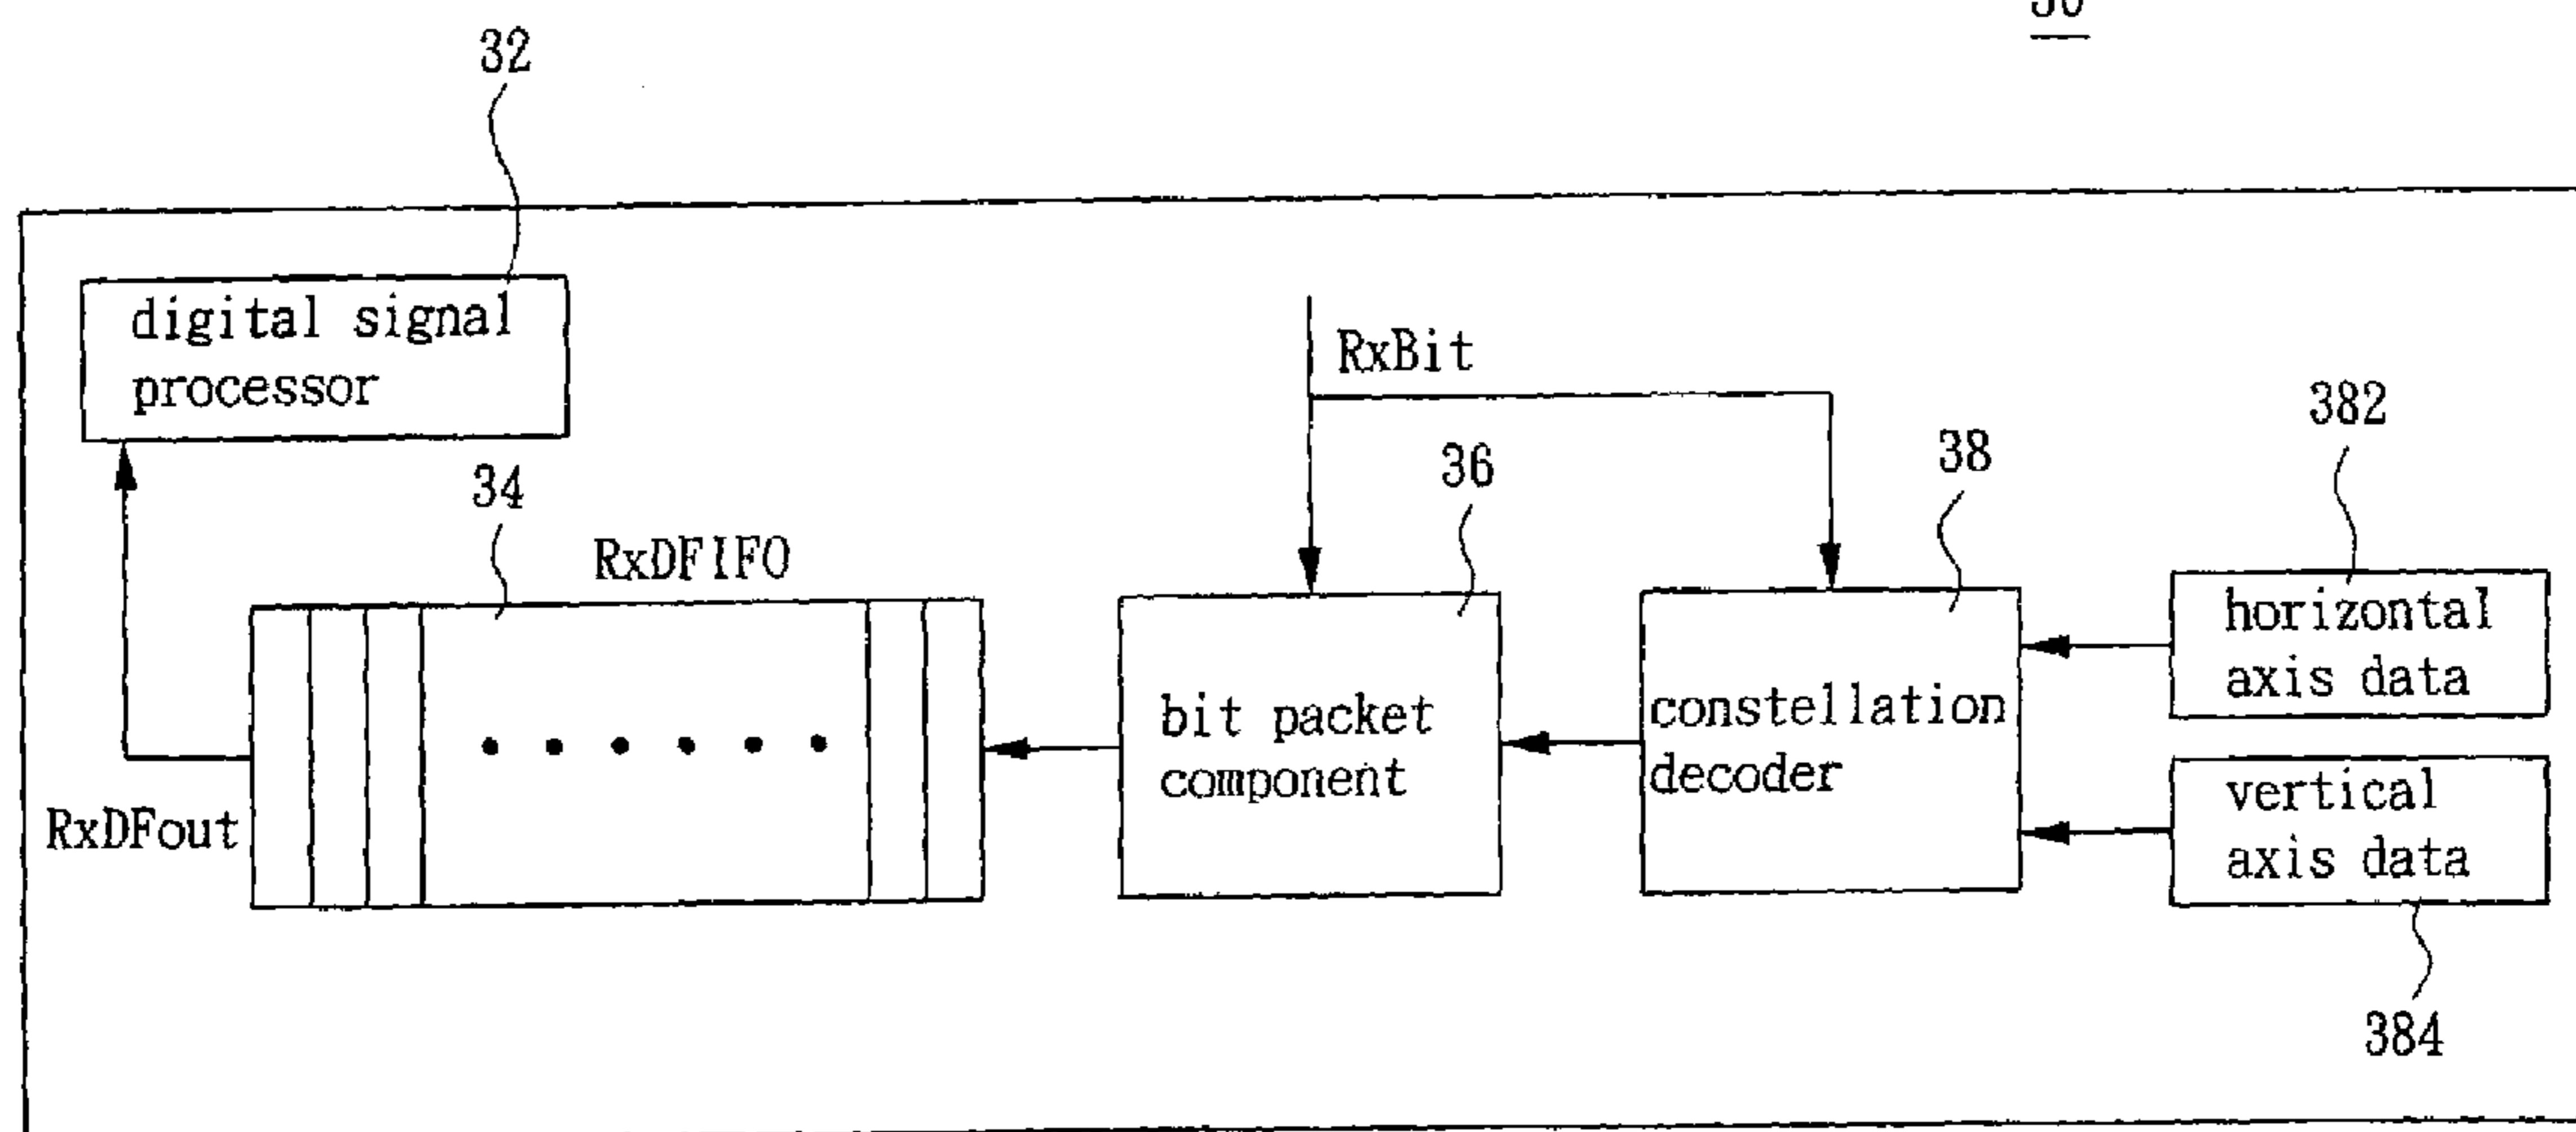 32
digital signal
processor
RxBit
382
34
36
38
RxDFIFO
horizontal
axis data
bit packet
component
constellation
decoder
vertical
axis data
RxDFout
384